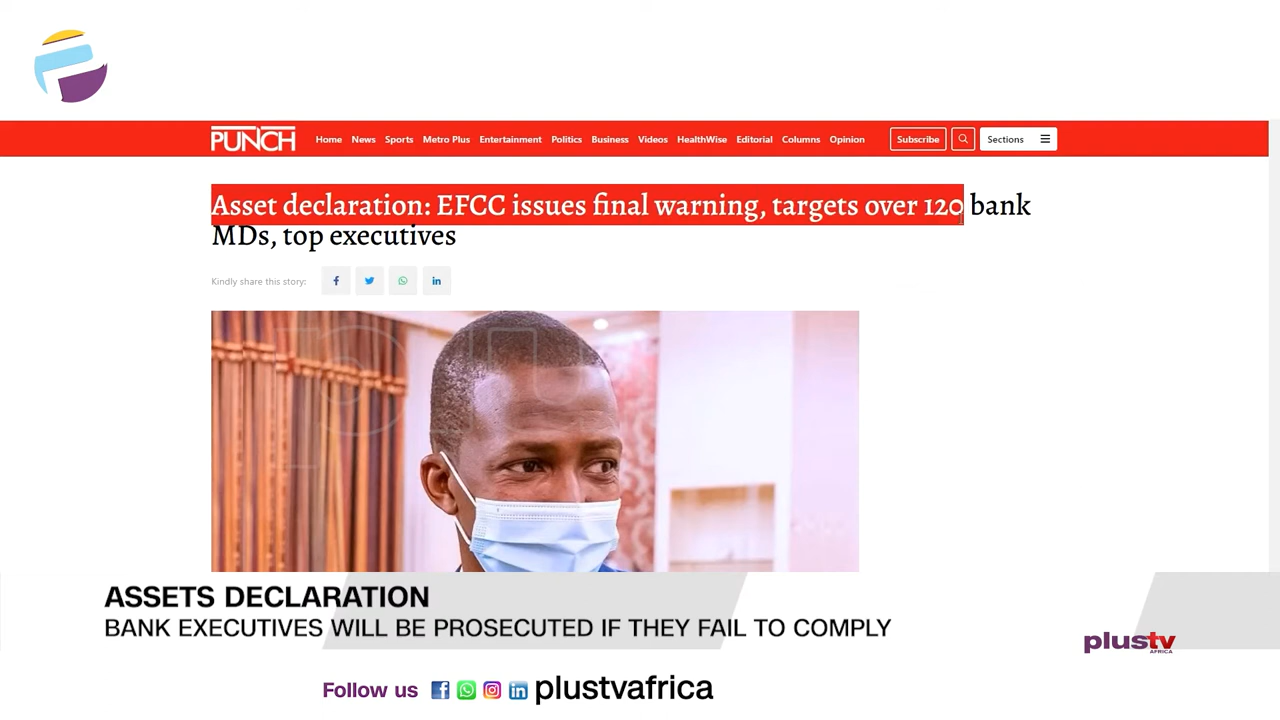 PUNCH
Home News Sports Metro Plus Entertainment Politics Business Videos HealthWise Editorial Columns Opinion Subscribe Sections
Asset declaration: EFCC issues final warning, targets over 120 bank
MDs, top executives
Kindly share this story:
ASSETS DECLARATION
BANK EXECUTIVES WILL BE PROSECUTED IF THEY FAIL TO COMPLY
plustv
AFRICA
Follow us plustvafrica